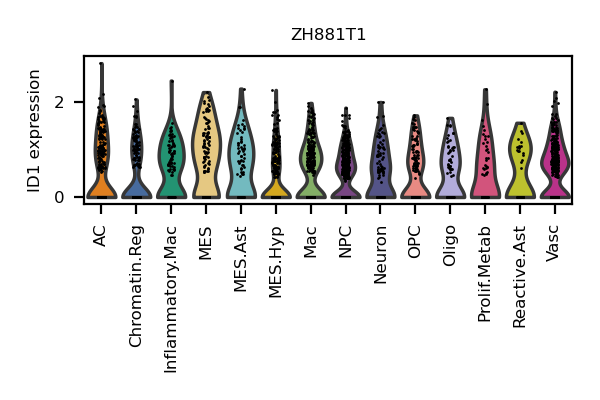 ZH881T1
ID1 expression
2
0
AC
Chromatin.Reg
Inflammatory.Mac
MES
MES.Ast
MES.Hyp
Mac
NPC
Neuron
OPC
Oligo
Prolif.Metab
Reactive.Ast
Vasc